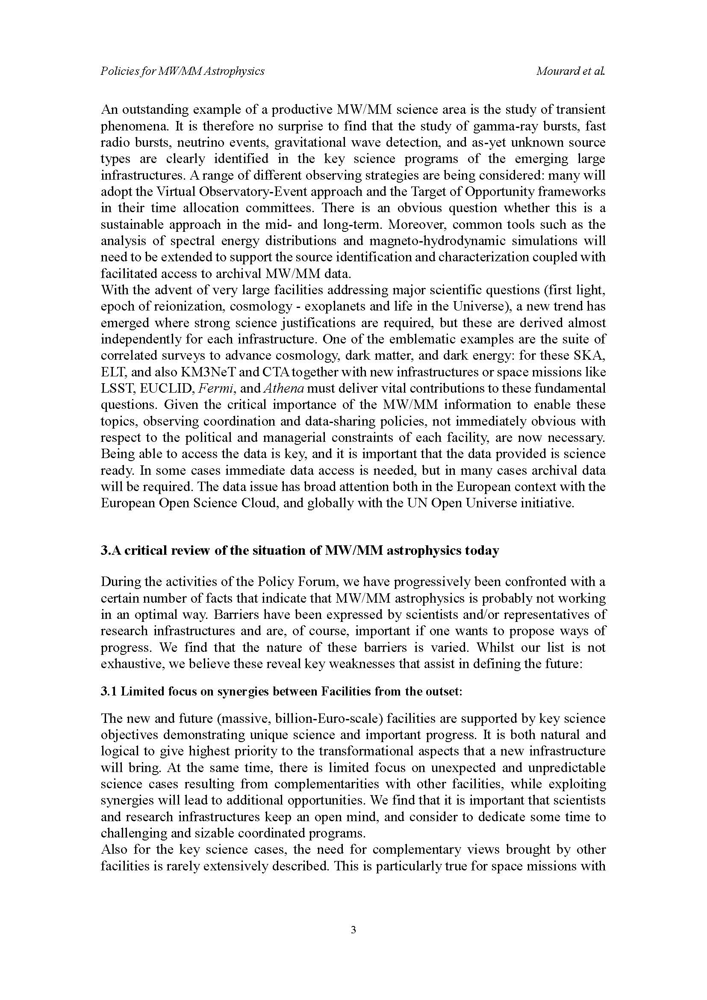 Policies for MW/MM Astrophysics Mourard et al.
An outstanding example of a productive MW/MM science area is the study of transient
phenomena. It is therefore no surprise to find that the study of gamma-ray bursts, fast
radio bursts, neutrino events, gravitational wave detection, and as-yet unknown source
types are clearly identified in the key science programs of the emerging large
infrastructures. A range of different observing strategies are being considered: many will
adopt the Virtual Observatory-Event approach and the Target of Opportunity frameworks
in their time allocation committees. There is an obvious question whether this is a
sustainable approach in the mid- and long-term. Moreover, common tools such as the
analysis of spectral energy distributions and magneto-hydrodynamic simulations will
need to be extended to support the source identification and characterization coupled with
facilitated access to archival MW/MM data.
With the advent of very large facilities addressing major scientific questions (first light,
epoch of reionization, cosmology - exoplanets and life in the Universe), a new trend has
emerged where strong science justifications are required, but these are derived almost
independently for each infrastructure. One of the emblematic examples are the suite of
correlated surveys to advance cosmology, dark matter, and dark energy: for these SKA,
ELT, and also KM3NeT and CTA together with new infrastructures or space missions like
LSST, EUCLID, Fermi, and Athena must deliver vital contributions to these fundamental
questions. Given the critical importance of the MW/MM information to enable these
topics, observing coordination and data-sharing policies, not immediately obvious with
respect to the political and managerial constraints of each facility, are now necessary.
Being able to access the data is key, and it is important that the data provided is science
ready. In some cases immediate data access is needed, but in many cases archival data
will be required. The data issue has broad attention both in the European context with the
European Open Science Cloud, and globally with the UN Open Universe initiative.
3.A critical review of the situation of MW/MM astrophysics today
During the activities of the Policy Forum, we have progressively been confronted with a
certain number of facts that indicate that MW/MM astrophysics is probably not working
in an optimal way. Barriers have been expressed by scientists and/or representatives of
research infrastructures and are, of course, important if one wants to propose ways of
progress. We find that the nature of these barriers is varied. Whilst our list is not
exhaustive, we believe these reveal key weaknesses that assist in defining the future:
3.1 Limited focus on synergies between Facilities from the outset:
The new and future (massive, billion-Euro-scale) facilities are supported by key science
objectives demonstrating unique science and important progress. It is both natural and
logical to give highest priority to the transformational aspects that a new infrastructure
will bring. At the same time, there is limited focus on unexpected and unpredictable
science cases resulting from complementarities with other facilities, while exploiting
synergies will lead to additional opportunities. We find that it is important that scientists
and research infrastructures keep an open mind, and consider to dedicate some time to
challenging and sizable coordinated programs.
Also for the key science cases, the need for complementary views brought by other
facilities is rarely extensively described. This is particularly true for space missions with
3